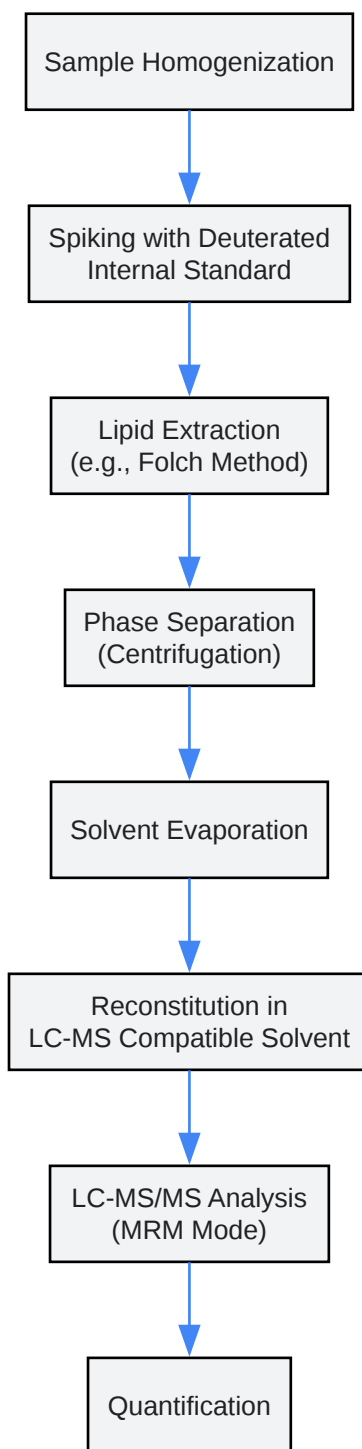 Sample Homogenization
Spiking with Deuterated
Internal Standard
Lipid Extraction
(e.g., Folch Method)
Phase Separation
(Centrifugation)
Solvent Evaporation
Reconstitution in
LC-MS Compatible Solvent
LC-MS/MS Analysis
(MRM Mode)
Quantification